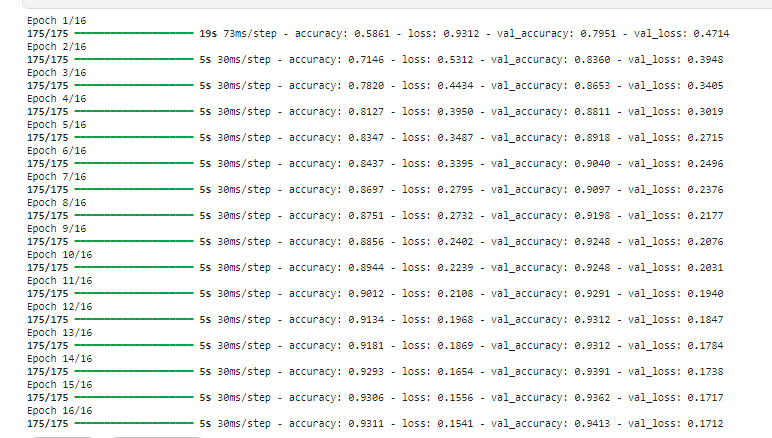 Epoch 1/16
175/175 ━━━━━━━━━━━━━━━━━━━━ 19s 73ms/step - accuracy: 0.5861 - loss: 0.9312 - val_accuracy: 0.7951 - val_loss: 0.4714
Epoch 2/16
175/175 ━━━━━━━━━━━━━━━━━━━━ 5s 30ms/step - accuracy: 0.7146 - loss: 0.5312 - val_accuracy: 0.8360 - val_loss: 0.3948
Epoch 3/16
175/175 ━━━━━━━━━━━━━━━━━━━━ 5s 30ms/step - accuracy: 0.7820 - loss: 0.4434 - val_accuracy: 0.8653 - val_loss: 0.3405
Epoch 4/16
175/175 ━━━━━━━━━━━━━━━━━━━━ 5s 30ms/step - accuracy: 0.8127 - loss: 0.3950 - val_accuracy: 0.8811 - val_loss: 0.3019
Epoch 5/16
175/175 ━━━━━━━━━━━━━━━━━━━━ 5s 30ms/step - accuracy: 0.8347 - loss: 0.3487 - val_accuracy: 0.8918 - val_loss: 0.2715
Epoch 6/16
175/175 ━━━━━━━━━━━━━━━━━━━━ 5s 30ms/step - accuracy: 0.8437 - loss: 0.3395 - val_accuracy: 0.9040 - val_loss: 0.2496
Epoch 7/16
175/175 ━━━━━━━━━━━━━━━━━━━━ 5s 30ms/step - accuracy: 0.8697 - loss: 0.2795 - val_accuracy: 0.9097 - val_loss: 0.2376
Epoch 8/16
175/175 ━━━━━━━━━━━━━━━━━━━━ 5s 30ms/step - accuracy: 0.8751 - loss: 0.2732 - val_accuracy: 0.9198 - val_loss: 0.2177
Epoch 9/16
175/175 ━━━━━━━━━━━━━━━━━━━━ 5s 30ms/step - accuracy: 0.8856 - loss: 0.2402 - val_accuracy: 0.9248 - val_loss: 0.2076
Epoch 10/16
175/175 ━━━━━━━━━━━━━━━━━━━━ 5s 30ms/step - accuracy: 0.8944 - loss: 0.2239 - val_accuracy: 0.9248 - val_loss: 0.2031
Epoch 11/16
175/175 ━━━━━━━━━━━━━━━━━━━━ 5s 30ms/step - accuracy: 0.9012 - loss: 0.2108 - val_accuracy: 0.9291 - val_loss: 0.1940
Epoch 12/16
175/175 ━━━━━━━━━━━━━━━━━━━━ 5s 30ms/step - accuracy: 0.9134 - loss: 0.1968 - val_accuracy: 0.9312 - val_loss: 0.1847
Epoch 13/16
175/175 ━━━━━━━━━━━━━━━━━━━━ 5s 30ms/step - accuracy: 0.9181 - loss: 0.1869 - val_accuracy: 0.9312 - val_loss: 0.1784
Epoch 14/16
175/175 ━━━━━━━━━━━━━━━━━━━━ 5s 30ms/step - accuracy: 0.9293 - loss: 0.1654 - val_accuracy: 0.9391 - val_loss: 0.1738
Epoch 15/16
175/175 ━━━━━━━━━━━━━━━━━━━━ 5s 30ms/step - accuracy: 0.9306 - loss: 0.1556 - val_accuracy: 0.9362 - val_loss: 0.1717
Epoch 16/16
175/175 ━━━━━━━━━━━━━━━━━━━━ 5s 30ms/step - accuracy: 0.9311 - loss: 0.1541 - val_accuracy: 0.9413 - val_loss: 0.1712